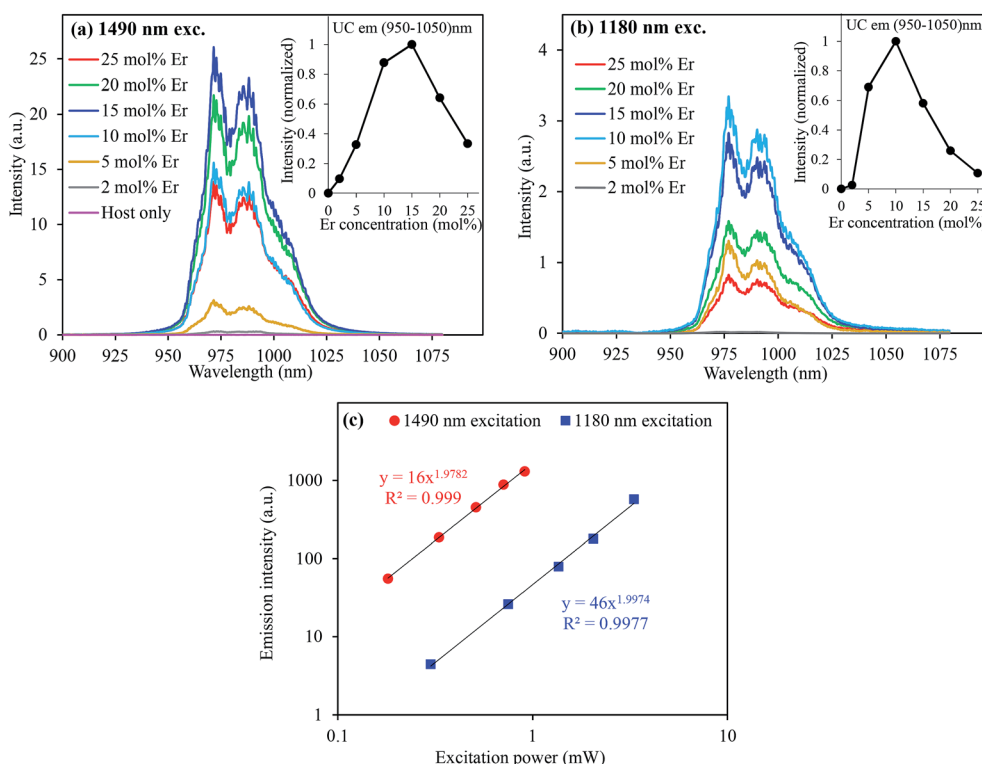 (a) 1490 nm exc.
25 mol% Er
20 mol% Er
15 mol% Er
10 mol% Er
5 mol% Er
2 mol% Er
Host only
Intensity (a.u.)
0
5
10
15
20
25
900
925
950
975
1000
1025
1050
1075
Wavelength (nm)
UC em (950-1050)nm
Intensity (normalized)
1
0.8
0.6
0.4
0.2
0
0 5 10 15 20 25
Er concentration (mol%)
(b) 1180 nm exc.
25 mol% Er
20 mol% Er
15 mol% Er
10 mol% Er
5 mol% Er
2 mol% Er
Intensity (a.u.)
4
3
2
1
0
900
925
950
975
1000
1025
1050
1075
Wavelength (nm)
UC em (950-1050)nm
Intensity (normalized)
1
0.8
0.6
0.4
0.2
0
0 5 10 15 20 25
Er concentration (mol%
(c)
1490 nm excitation
1180 nm excitation
y = 16x^1.9782
R² = 0.999
y = 46x^1.9974
R² = 0.9977
Emission intensity (a.u.)
1000
100
10
1
0.1
1
10
Excitation power (mW)